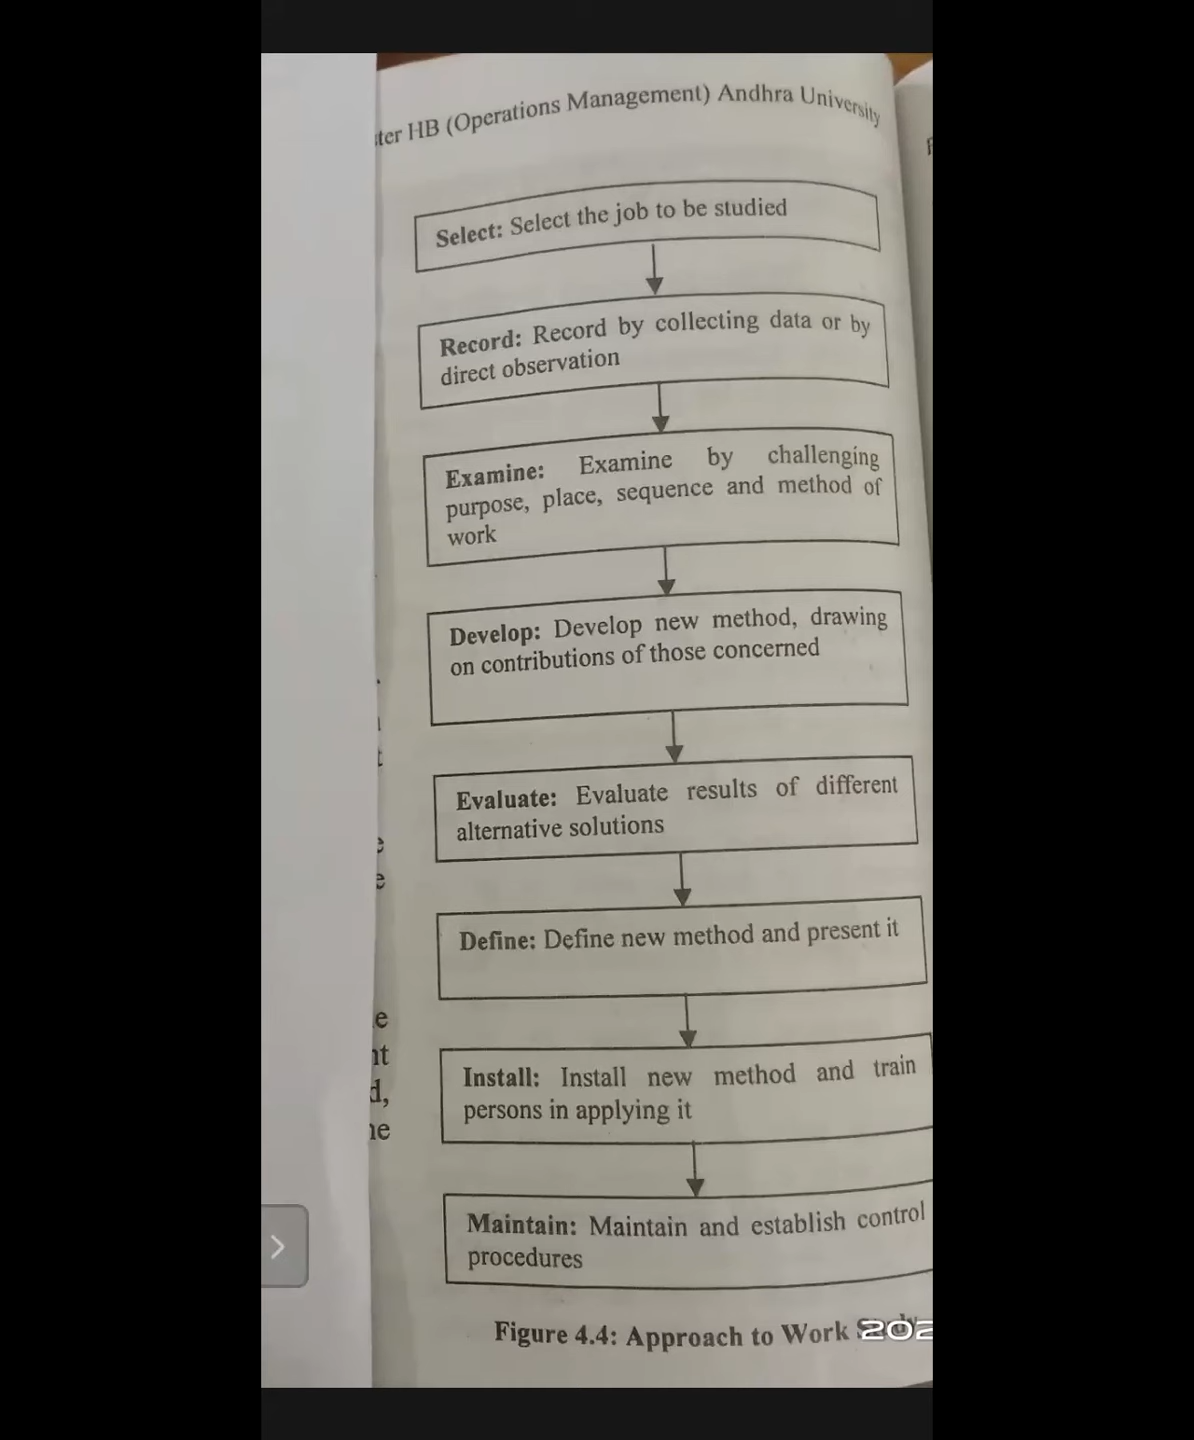 ter HB (Operations Management) Andhra University
Select: Select the job to be studied
Record: Record by collecting data or by
direct observation
Examine: Examine by challenging
purpose, place, sequence and method of
work
Develop: Develop new method, drawing
on contributions of those concerned
Evaluate: Evaluate results of different
alternative solutions
Define: Define new method and present it
Install: Install new method and train
persons in applying it
Maintain: Maintain and establish control
procedures
Figure 4.4: Approach to Work
202
e
nt
d,
ne